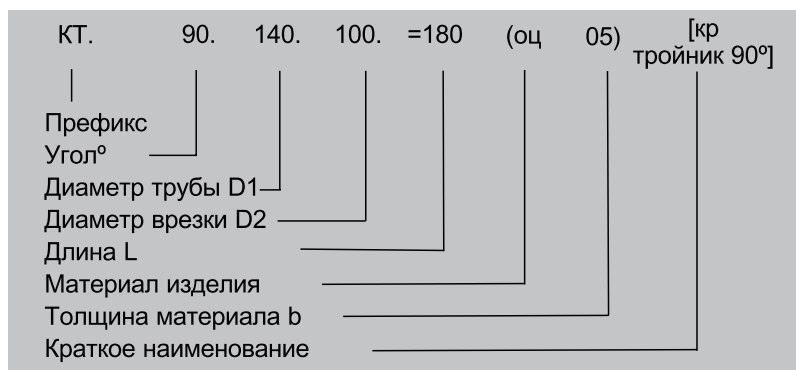 КТ. 90. 140. 100. =180 (оц 05) [кр
тройник 90º]
Префикс
Уголº
Диаметр трубы D1
Диаметр врезки D2
Длина L
Материал изделия
Толщина материала b
Краткое наименование